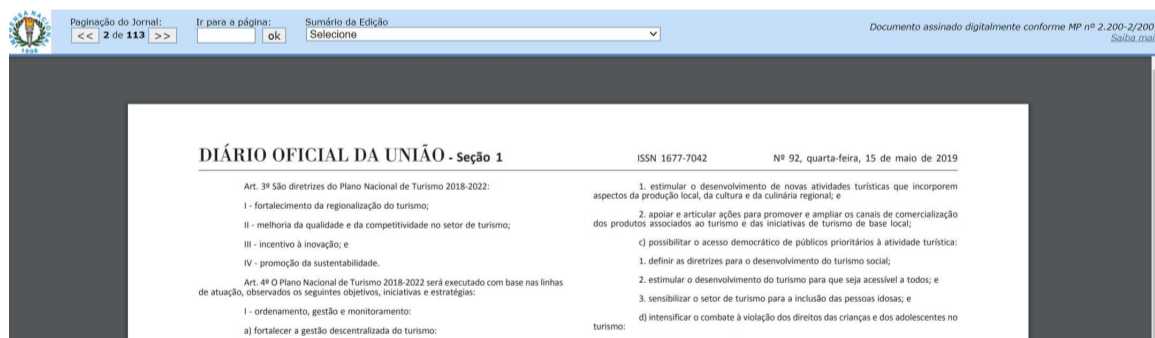 Paginação do Jornal:
<< 2 de 113 >>
Ir para a página:
ok
Sumário da Edição
Selecione
Documento assinado digitalmente conforme MP nº 2.200-2/200
Saiba mai
DIÁRIO OFICIAL DA UNIÃO - Seção 1
ISSN 1677-7042
Nº 92, quarta-feira, 15 de maio de 2019
Art. 3º São diretrizes do Plano Nacional de Turismo 2018-2022:
I - fortalecimento da regionalização do turismo;
II - melhoria da qualidade e da competitividade no setor de turismo;
III - incentivo à inovação; e
IV - promoção da sustentabilidade.
Art. 4º O Plano Nacional de Turismo 2018-2022 será executado com base nas linhas
de atuação, observados os seguintes objetivos, iniciativas e estratégias:
I - ordenamento, gestão e monitoramento:
a) fortalecer a gestão descentralizada do turismo:
1. estimular o desenvolvimento de novas atividades turísticas que incorporem
aspectos da produção local, da cultura e da culinária regional; e
2. apoiar e articular ações para promover e ampliar os canais de comercialização
dos produtos associados ao turismo e das iniciativas de turismo de base local;
c) possibilitar o acesso democrático de públicos prioritários à atividade turística:
1. definir as diretrizes para o desenvolvimento do turismo social;
2. estimular o desenvolvimento do turismo para que seja acessível a todos; e
3. sensibilizar o setor de turismo para a inclusão das pessoas idosas; e
d) intensificar o combate à violação dos direitos das crianças e dos adolescentes no
turismo: